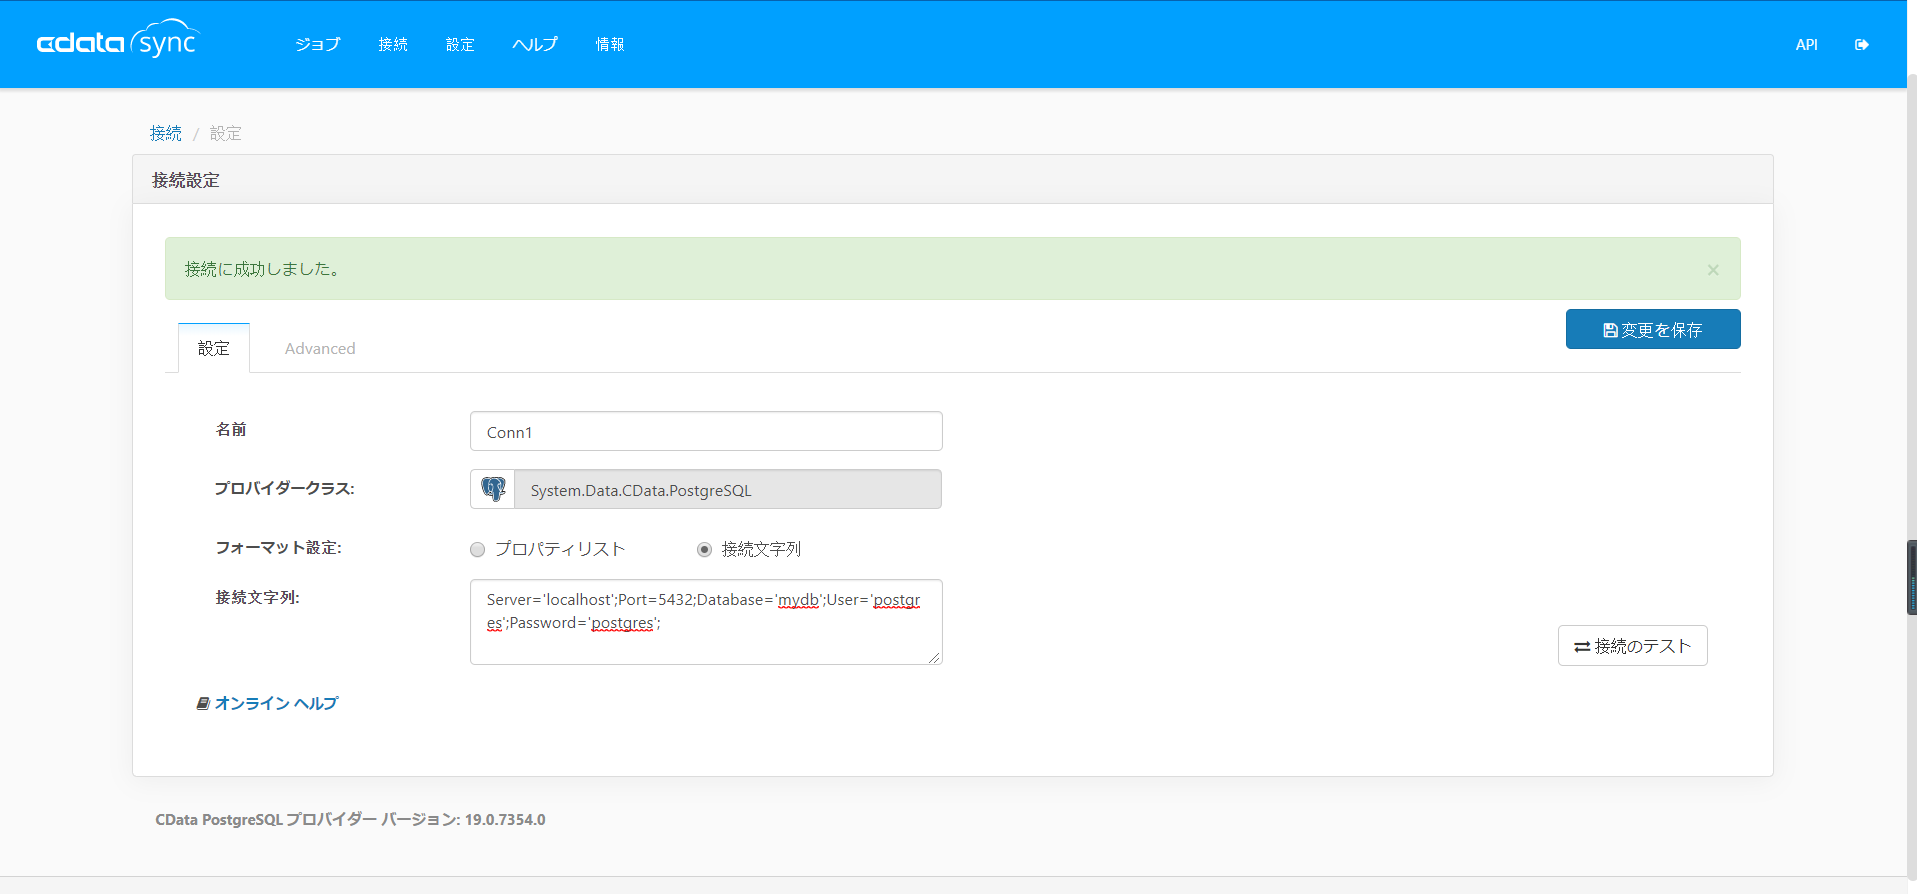 cdata sync ジョブ 接続 設定 ヘルプ 情報 API
接続 / 設定
接続設定
接続に成功しました。 ×
変更を保存
設定 Advanced
名前 Conn1
プロバイダークラス: System.Data.CData.PostgreSQL
フォーマット設定: プロパティリスト 接続文字列
接続文字列: Server='localhost';Port=5432;Database='mydb';User='postgr
es';Password='postgres';
接続のテスト
オンライン ヘルプ
CData PostgreSQL プロバイダー バージョン: 19.0.7354.0